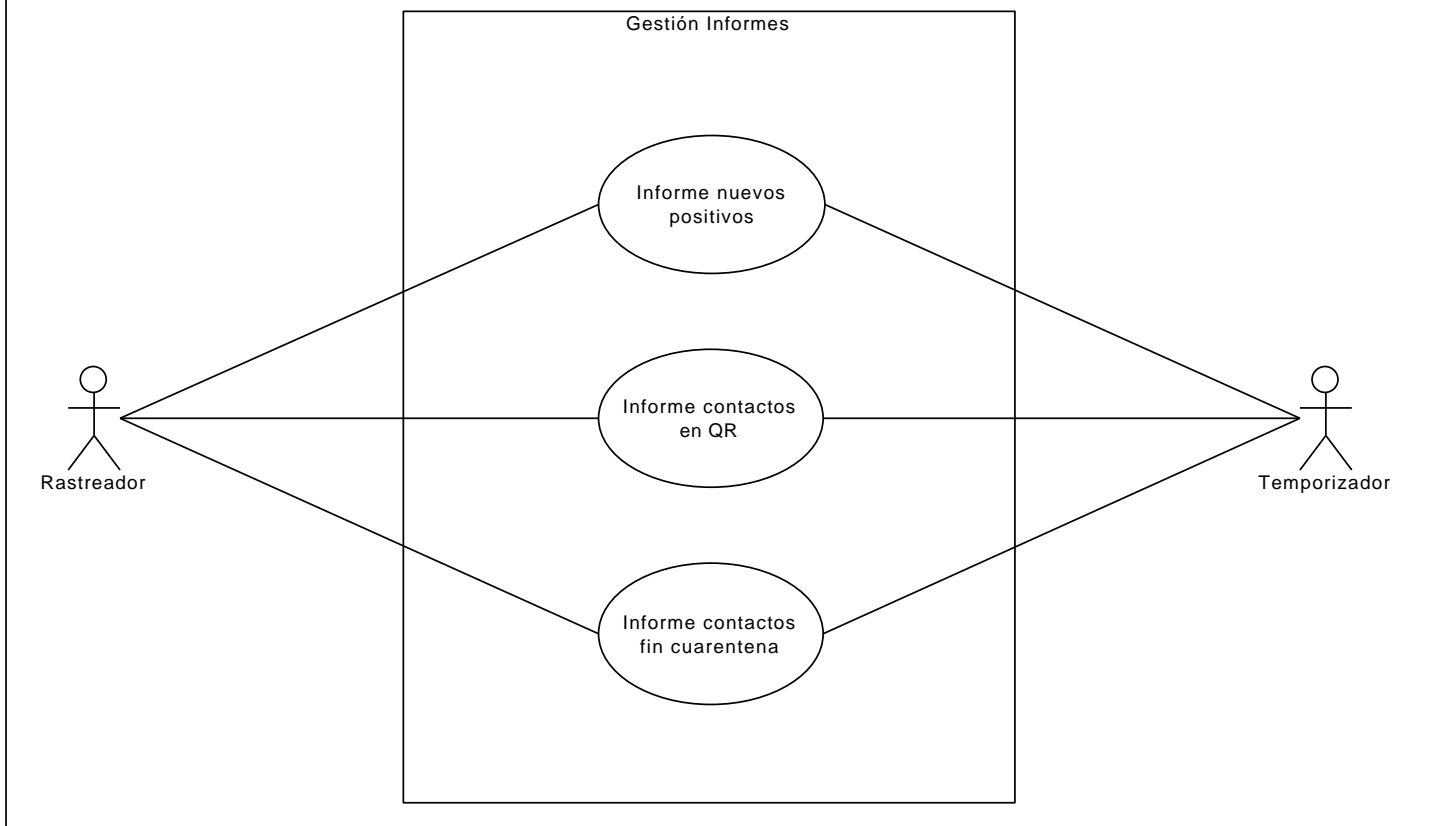 Gestión Informes
Informe nuevos
positivos
Informe contactos
en QR
Rastreador
Temporizador
Informe contactos
fin cuarentena